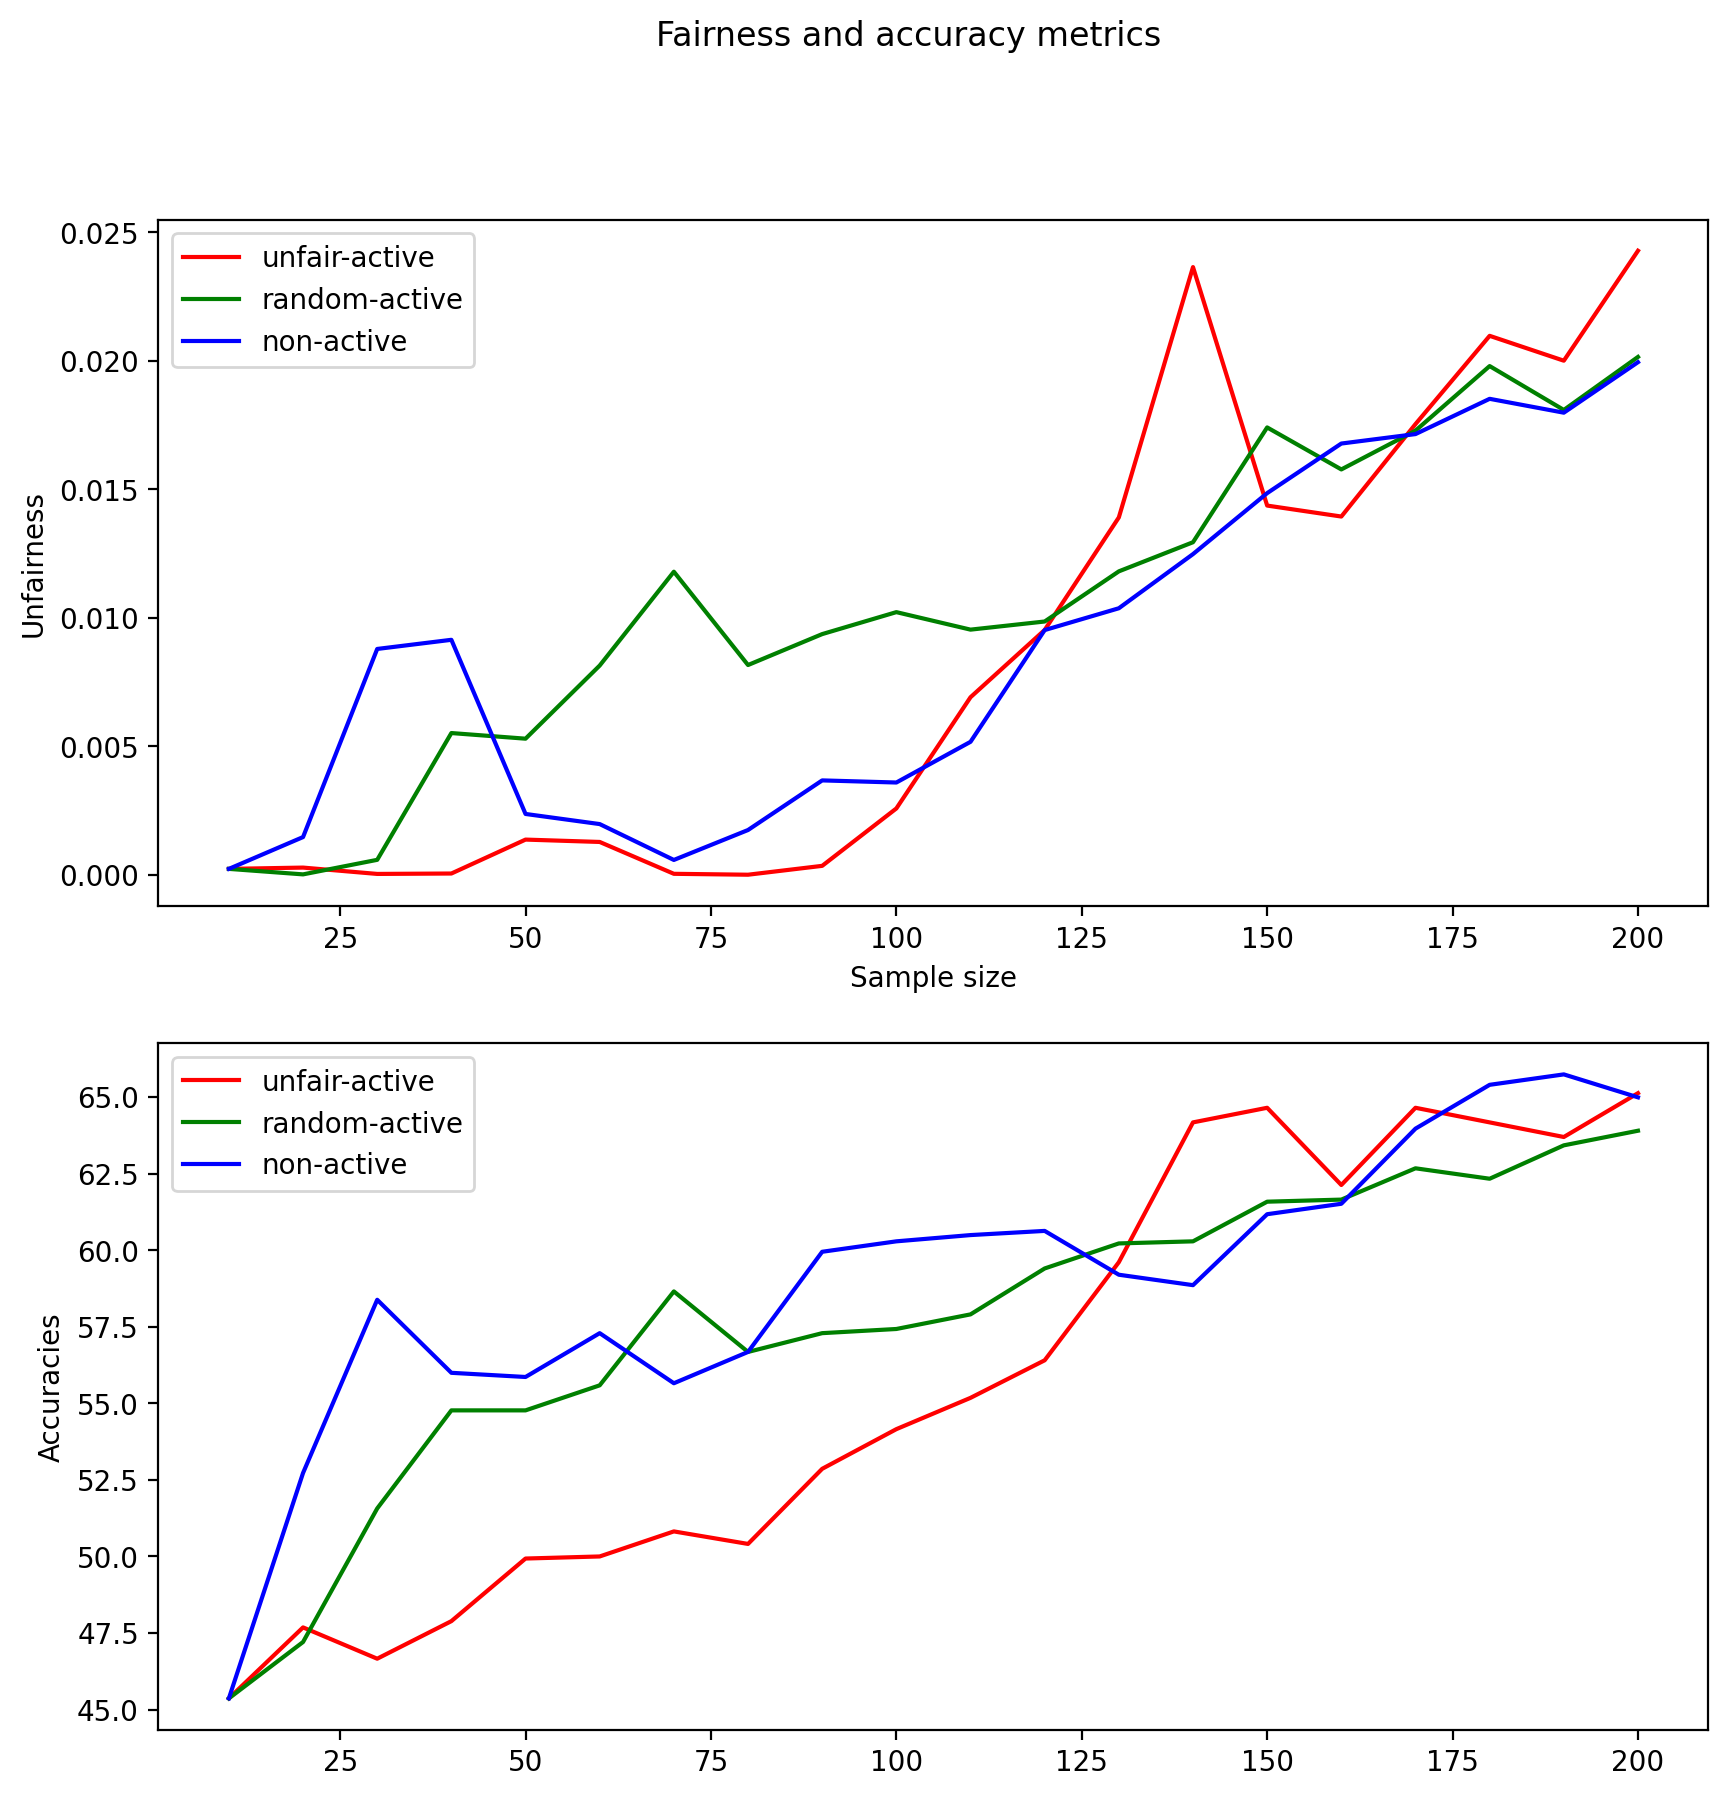 Fairness and accuracy metrics
0.025
0.020
0.015
0.010
0.005
0.000
Unfairness
unfair-active
random-active
non-active
25 50 75 100 125 150 175 200
Sample size
65.0
62.5
60.0
57.5
55.0
52.5
50.0
47.5
45.0
Accuracies
unfair-active
random-active
non-active
25 50 75 100 125 150 175 200